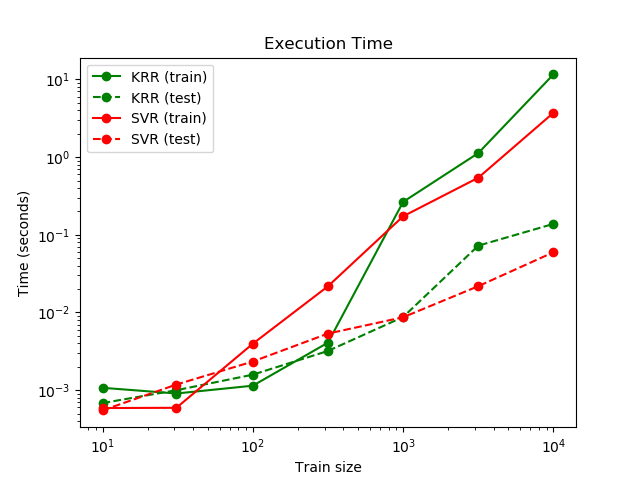 Execution Time
KRR (train)
KRR (test)
SVR (train)
SVR (test)
10¹
10⁰
10⁻¹
10⁻²
10⁻³
Time (seconds)
10¹ 10² 10³ 10⁴
Train size